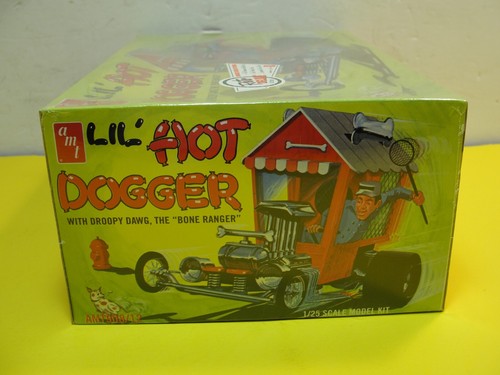 amt
LIL' HOT
DOGGER
WITH DROOPY DAWG, THE "BONE RANGER"
1/25 SCALE MODEL KIT